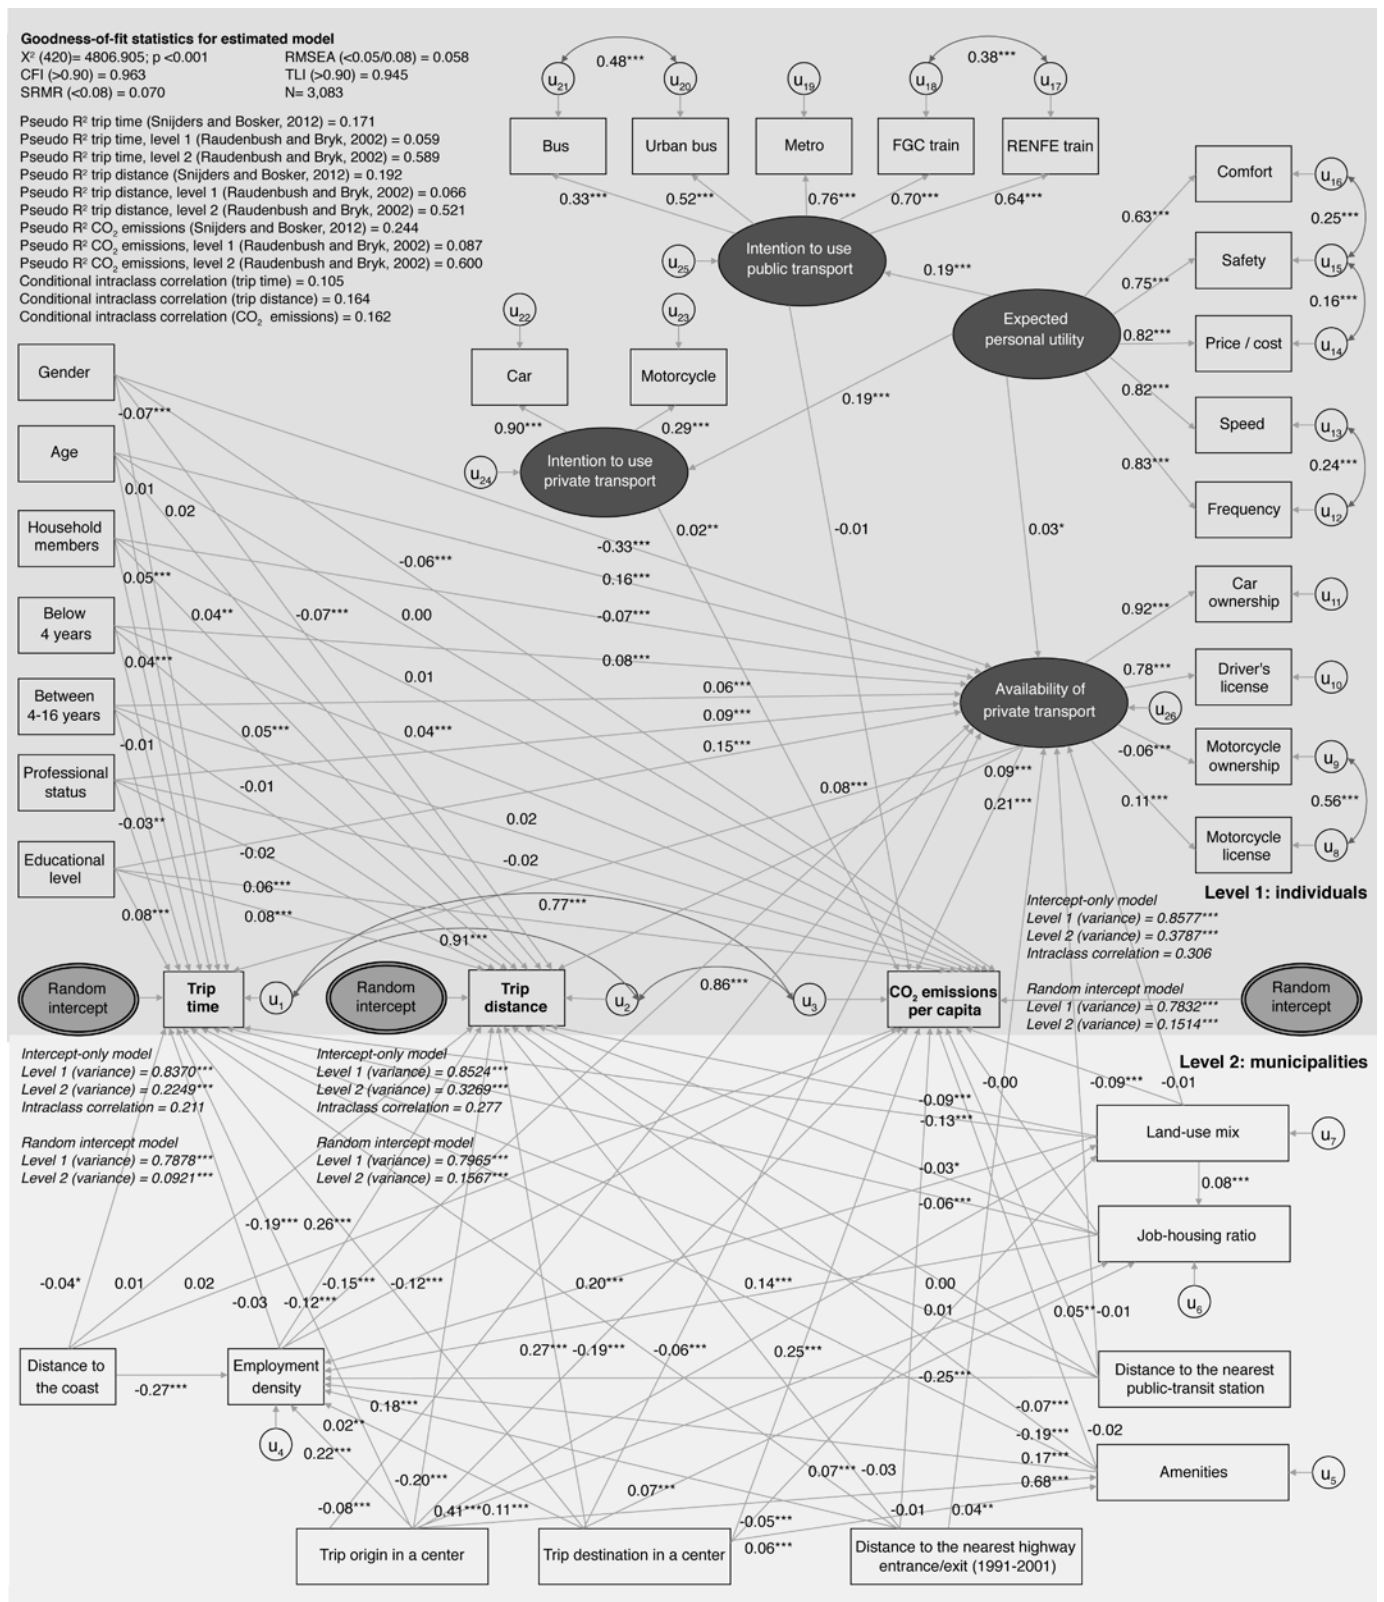 Goodness-of-fit statistics for estimated model
X² (420)= 4806.905; p <0.001
RMSEA (<0.05/0.08) = 0.058
CFI (>0.90) = 0.963
TLI (>0.90) = 0.945
SRMR (<0.08) = 0.070
N= 3,083
Pseudo R² trip time (Snijders and Bosker, 2012) = 0.171
Pseudo R² trip time, level 1 (Raudenbush and Bryk, 2002) = 0.059
Pseudo R² trip time, level 2 (Raudenbush and Bryk, 2002) = 0.589
Pseudo R² trip distance (Snijders and Bosker, 2012) = 0.192
Pseudo R² trip distance, level 1 (Raudenbush and Bryk, 2002) = 0.066
Pseudo R² trip distance, level 2 (Raudenbush and Bryk, 2002) = 0.521
Pseudo R² CO₂ emissions (Snijders and Bosker, 2012) = 0.244
Pseudo R² CO₂ emissions, level 1 (Raudenbush and Bryk, 2002) = 0.087
Pseudo R² CO₂ emissions, level 2 (Raudenbush and Bryk, 2002) = 0.600
Conditional intraclass correlation (trip time) = 0.105
Conditional intraclass correlation (trip distance) = 0.164
Conditional intraclass correlation (CO₂ emissions) = 0.162
0.48***
0.38***
u₂₁
u₂₀
u₁₉
u₁₈
u₁₇
Bus
Urban bus
Metro
FGC train
RENFE train
0.33***
0.52***
0.76***
0.70***
0.64***
Intention to use
public transport
u₂₅
0.19***
Expected
personal utility
Comfort
u₁₆
0.63***
0.25***
Safety
u₁₅
0.75***
0.16***
0.82***
Price / cost
u₁₄
0.82***
Speed
u₁₃
0.83***
0.24***
Frequency
u₁₂
u₂₂
u₂₃
Car
Motorcycle
0.90***
0.29***
0.19***
u₂₄
Intention to use
private transport
0.02**
-0.01
0.03*
Gender
-0.07***
Age
0.01
0.02
Household
members
0.05***
-0.06***
-0.33***
0.16***
Below
4 years
0.04**
-0.07***
0.00
-0.07***
0.04***
0.01
0.08***
Between
4-16 years
0.06***
0.09***
-0.01
0.05***
0.04***
0.15***
Professional
status
-0.01
0.08***
-0.03**
0.02
Educational
level
-0.02
-0.02
0.06***
0.08***
0.08***
Availability of
private transport
u₂₆
0.92***
Car
ownership
u₁₁
0.78***
Driver's
license
u₁₀
-0.06***
Motorcycle
ownership
u₉
0.09***
0.21***
0.11***
0.56***
Motorcycle
license
u₈
Level 1: individuals
0.77***
0.91***
0.86***
Intercept-only model
Level 1 (variance) = 0.8577***
Level 2 (variance) = 0.3787***
Intraclass correlation = 0.306
Random intercept model
Level 1 (variance) = 0.7832***
Level 2 (variance) = 0.1514***
Random
intercept
Trip
time
u₁
Random
intercept
Trip
distance
u₂
u₃
CO₂ emissions
per capita
Random
intercept
Level 2: municipalities
Intercept-only model
Level 1 (variance) = 0.8370***
Level 2 (variance) = 0.2249***
Intraclass correlation = 0.211
Random intercept model
Level 1 (variance) = 0.7878***
Level 2 (variance) = 0.0921***
Intercept-only model
Level 1 (variance) = 0.8524***
Level 2 (variance) = 0.3269***
Intraclass correlation = 0.277
Random intercept model
Level 1 (variance) = 0.7965***
Level 2 (variance) = 0.1567***
-0.00
-0.09***
-0.01
-0.09***
-0.13***
Land-use mix
u₇
-0.03*
0.08***
-0.06***
Job-housing ratio
u₆
-0.19***
0.26***
-0.04*
0.01
0.02
-0.15***
-0.12***
0.20***
0.14***
0.00
-0.03
-0.12***
0.01
0.05**
-0.01
Distance to
the coast
-0.27***
Employment
density
u₄
0.27***
-0.19***
-0.06***
0.25***
-0.25***
Distance to the nearest
public-transit station
0.18***
0.02**
0.22***
-0.07***
-0.19***
-0.02
0.17***
0.68***
Amenities
u₅
-0.20***
0.07***
0.07***
-0.03
-0.08***
0.41***
0.11***
-0.05***
0.06***
-0.01
0.04**
Trip origin in a center
Trip destination in a center
Distance to the nearest highway
entrance/exit (1991-2001)